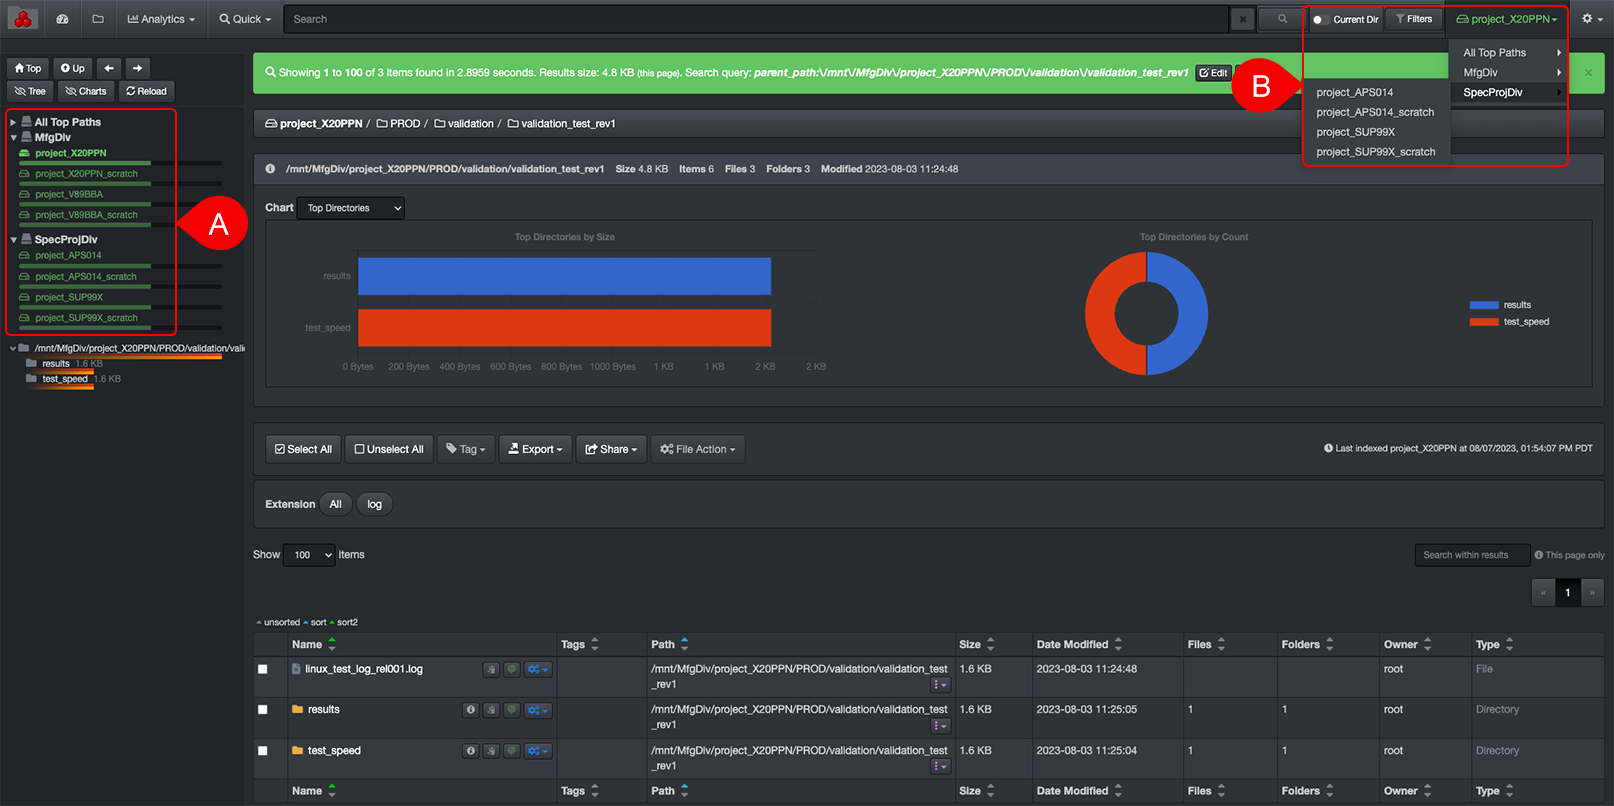 Analytics
Quick
Search
Current Dir
Filters
project_X20PPN
All Top Paths
MfgDiv
SpecProjDiv
project_APS014
project_APS014_scratch
project_SUP99X
project_SUP99X_scratch
B
Top
Up
Tree
Charts
Reload
All Top Paths
MfgDiv
project_X20PPN
project_X20PPN_scratch
project_V89BBA
project_V89BBA_scratch
SpecProjDiv
project_APS014
project_APS014_scratch
project_SUP99X
project_SUP99X_scratch
A
/mnt/MfgDiv/project_X20PPN/PROD/validation/vali
results 1.6 KB
test_speed 1.6 KB
Showing 1 to 100 of 3 items found in 2.8959 seconds. Results size: 4.8 KB (this page). Search query: parent_path:\/mnt\/MfgDiv\/project_X20PPN\/PROD\/validation\/validation_test_rev1 Edit
project_X20PPN / PROD / validation / validation_test_rev1
/mnt/MfgDiv/project_X20PPN/PROD/validation/validation_test_rev1 Size 4.8 KB Items 6 Files 3 Folders 3 Modified 2023-08-03 11:24:48
Chart Top Directories
Top Directories by Size
results
test_speed
0 Bytes 200 Bytes 400 Bytes 600 Bytes 800 Bytes 1000 Bytes 1 KB 1 KB 2 KB 2 KB
Top Directories by Count
results
test_speed
Select All Unselect All Tag Export Share File Action
Last indexed project_X20PPN at 08/07/2023, 01:54:07 PM PDT
Extension All log
Show 100 items
Search within results This page only
« 1 »
unsorted sort sort2
Name Tags Path Size Date Modified Files Folders Owner Type
linux_test_log_rel001.log /mnt/MfgDiv/project_X20PPN/PROD/validation/validation_test 1.6 KB 2023-08-03 11:24:48 root File
_rev1
results /mnt/MfgDiv/project_X20PPN/PROD/validation/validation_test 1.6 KB 2023-08-03 11:25:05 1 1 root Directory
_rev1
test_speed /mnt/MfgDiv/project_X20PPN/PROD/validation/validation_test 1.6 KB 2023-08-03 11:25:04 1 1 root Directory
_rev1
Name Tags Path Size Date Modified Files Folders Owner Type